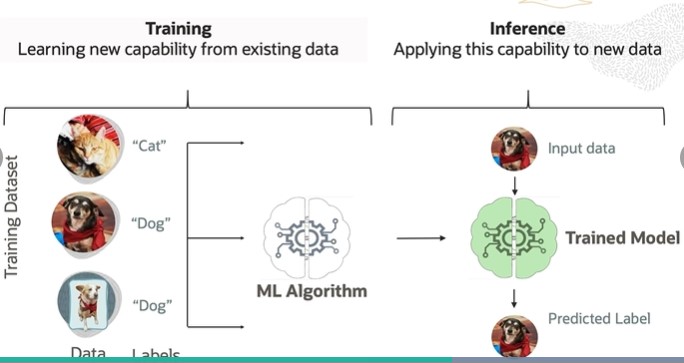 Training
Learning new capability from existing data
Inference
Applying this capability to new data
Training Dataset
“Cat”
“Dog”
“Dog”
Data
Labels
ML Algorithm
Input data
Trained Model
Predicted Label